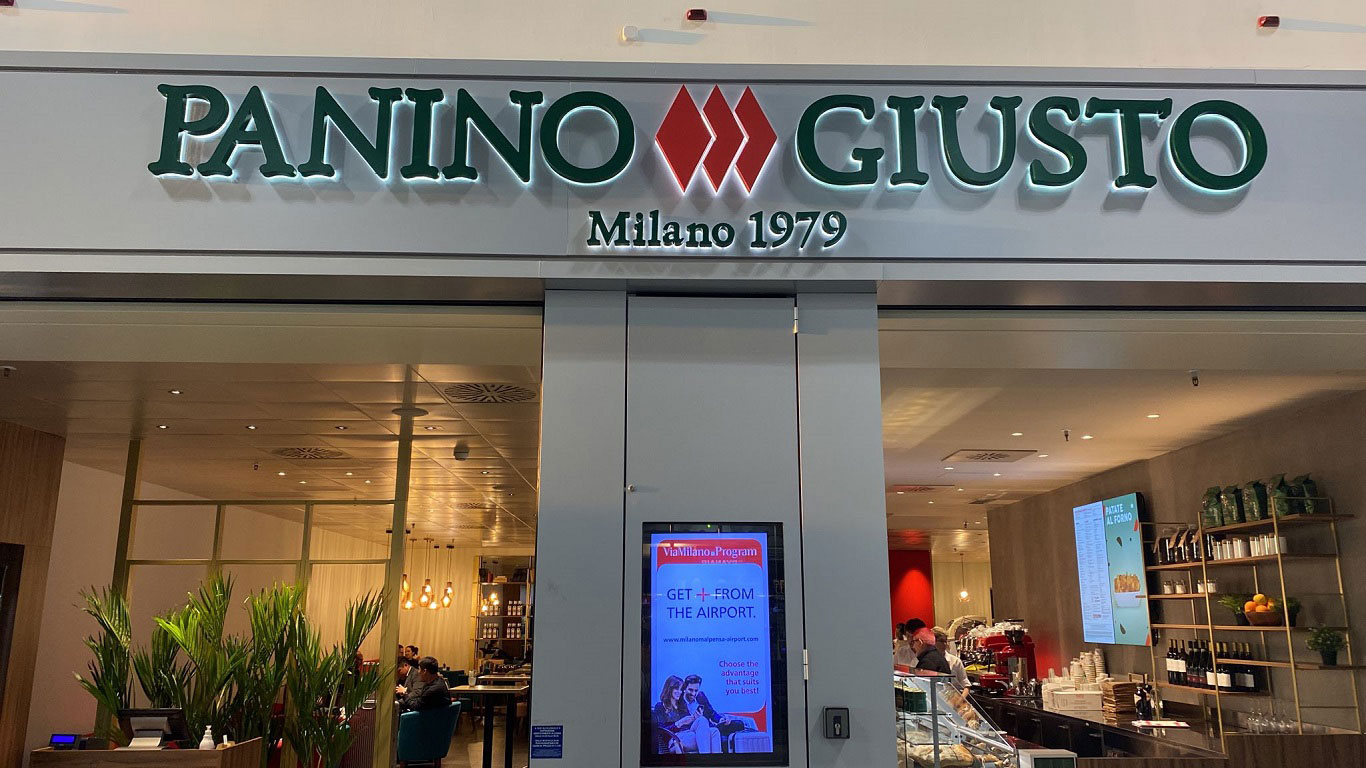 PANINO GIUSTO
Milano 1979
ViaMilano Program
GET + FROM
THE AIRPORT.
www.milanomalpensa-airport.com
Choose the
advantage
that suits
you best!
PATATE
AL FORNO